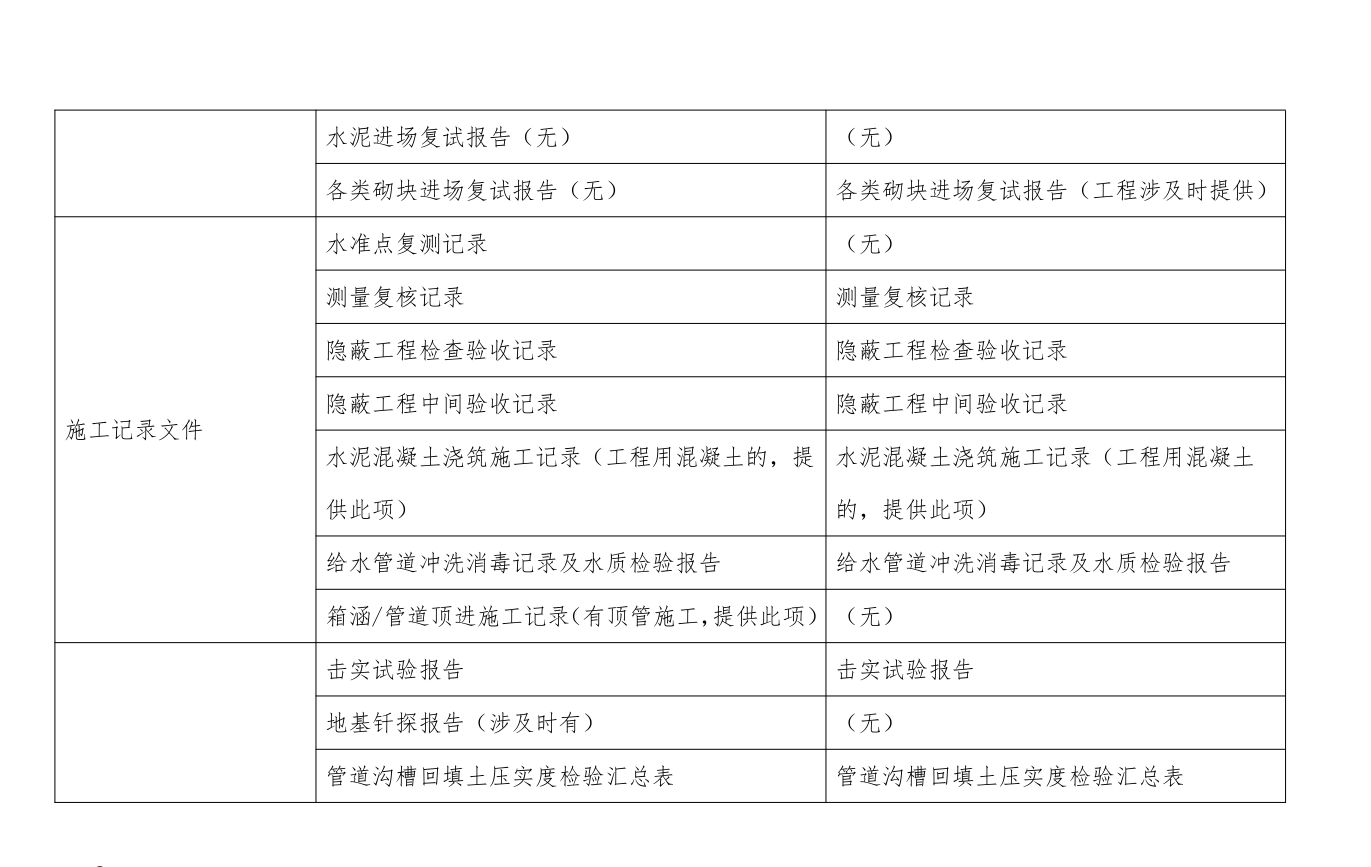 水泥进场复试报告（无）
（无）
各类砌块进场复试报告（无）
各类砌块进场复试报告（工程涉及时提供）
施工记录文件
水准点复测记录
（无）
测量复核记录
测量复核记录
隐蔽工程检查验收记录
隐蔽工程检查验收记录
隐蔽工程中间验收记录
隐蔽工程中间验收记录
水泥混凝土浇筑施工记录（工程用混凝土的，提
供此项）
水泥混凝土浇筑施工记录（工程用混凝土
的，提供此项）
给水管道冲洗消毒记录及水质检验报告
给水管道冲洗消毒记录及水质检验报告
箱涵/管道顶进施工记录(有顶管施工,提供此项)
（无）
击实试验报告
击实试验报告
地基钎探报告（涉及时有）
（无）
管道沟槽回填土压实度检验汇总表
管道沟槽回填土压实度检验汇总表